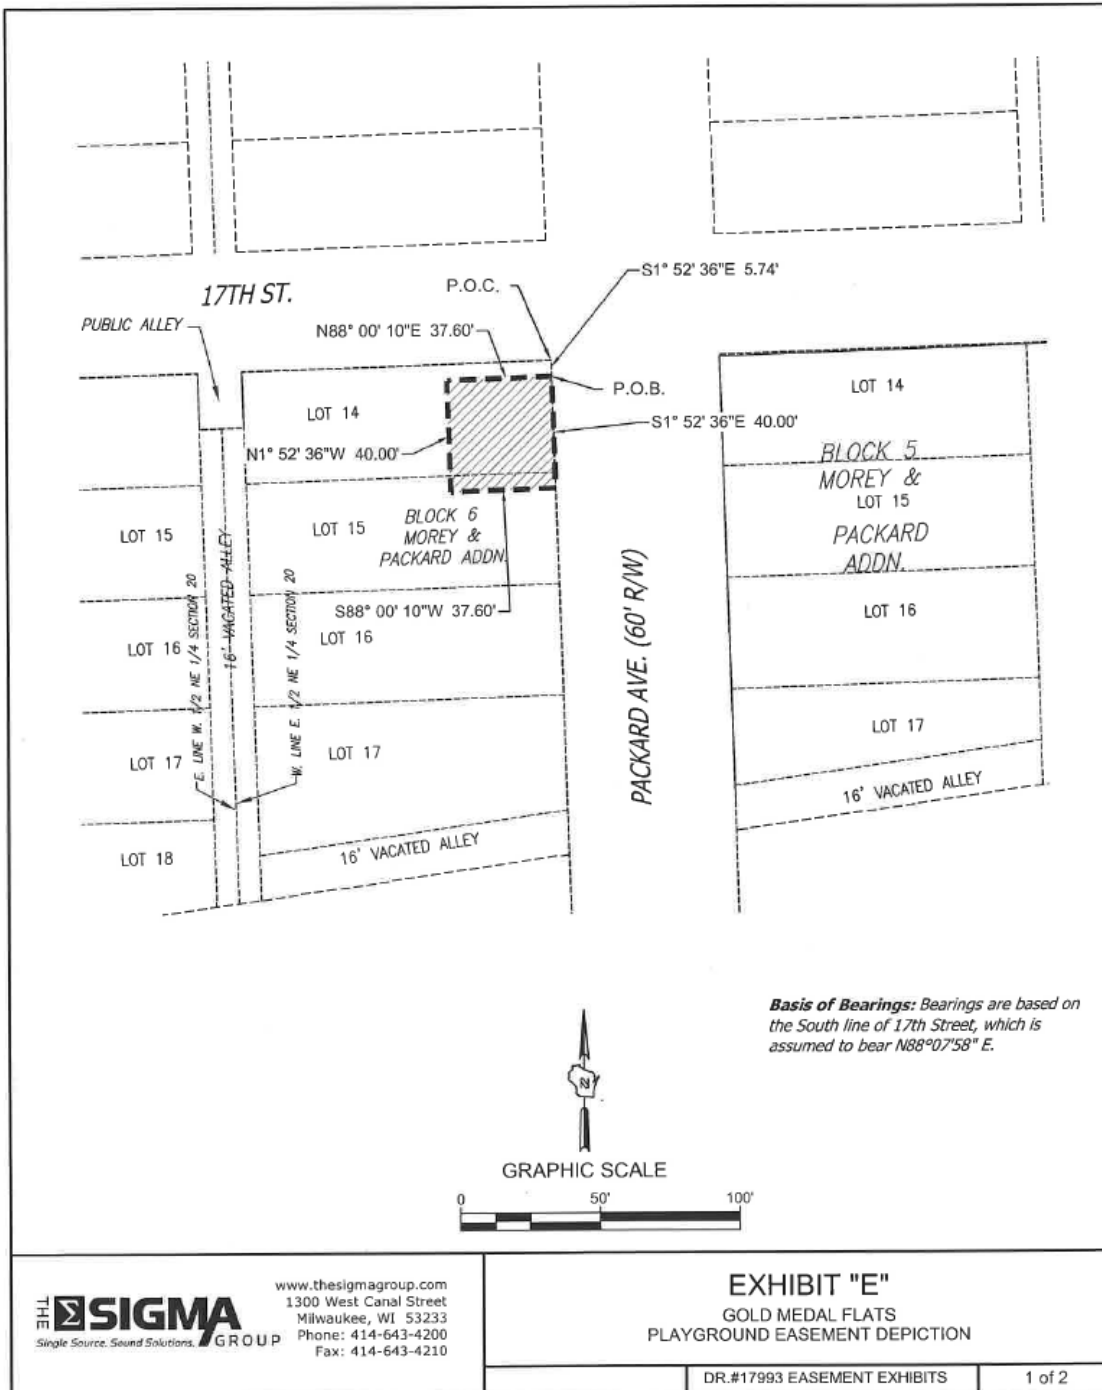 S1° 52' 36"E 5.74'
P.O.C.
17TH ST.
PUBLIC ALLEY
N88° 00' 10"E 37.60'
P.O.B.
LOT 14
LOT 14
S1° 52' 36"E 40.00'
N1° 52' 36"W 40.00'
BLOCK 5
MOREY &
LOT 15
PACKARD
ADDN.
LOT 15
LOT 15
BLOCK 6
MOREY &
PACKARD ADDN.
16' VACATED ALLEY
E. LINE W. 1/2 NE 1/4 SECTION 20
W. LINE E. 1/2 NE 1/4 SECTION 20
S88° 00' 10"W 37.60'
LOT 16
LOT 16
LOT 16
PACKARD AVE. (60' R/W)
LOT 17
LOT 17
LOT 17
16' VACATED ALLEY
16' VACATED ALLEY
LOT 18
Basis of Bearings: Bearings are based on
the South line of 17th Street, which is
assumed to bear N88°07'58" E.
N
GRAPHIC SCALE
0 50' 100'
THE SIGMA GROUP
Single Source. Sound Solutions.
www.thesigmagroup.com
1300 West Canal Street
Milwaukee, WI 53233
Phone: 414-643-4200
Fax: 414-643-4210
EXHIBIT "E"
GOLD MEDAL FLATS
PLAYGROUND EASEMENT DEPICTION
DR.#17993 EASEMENT EXHIBITS
1 of 2